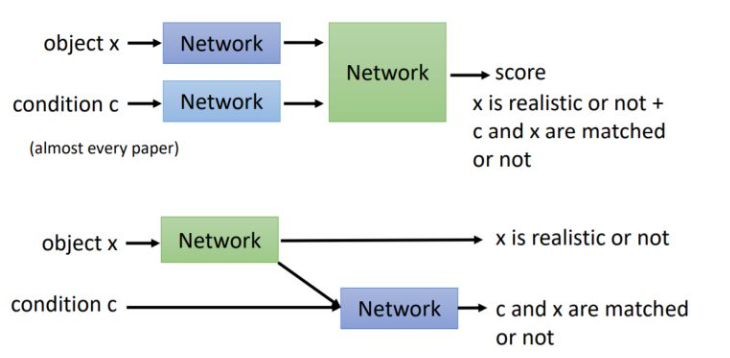 object x
Network
Network
score
condition c
Network
x is realistic or not +
c and x are matched
or not
(almost every paper)
object x
Network
x is realistic or not
condition c
Network
c and x are matched
or not